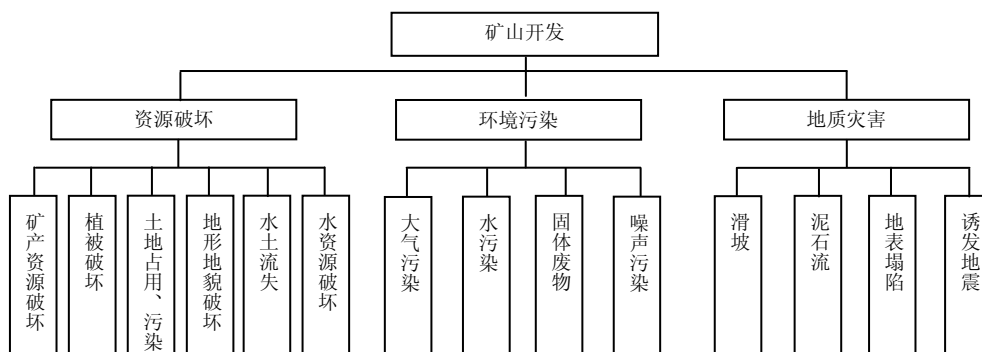 矿山开发
资源破坏
环境污染
地质灾害
矿产资源破坏
植被破坏
土地占用、污染
地形地貌破坏
水土流失
水资源破坏
大气污染
水污染
固体废物
噪声污染
滑坡
泥石流
地表塌陷
诱发地震